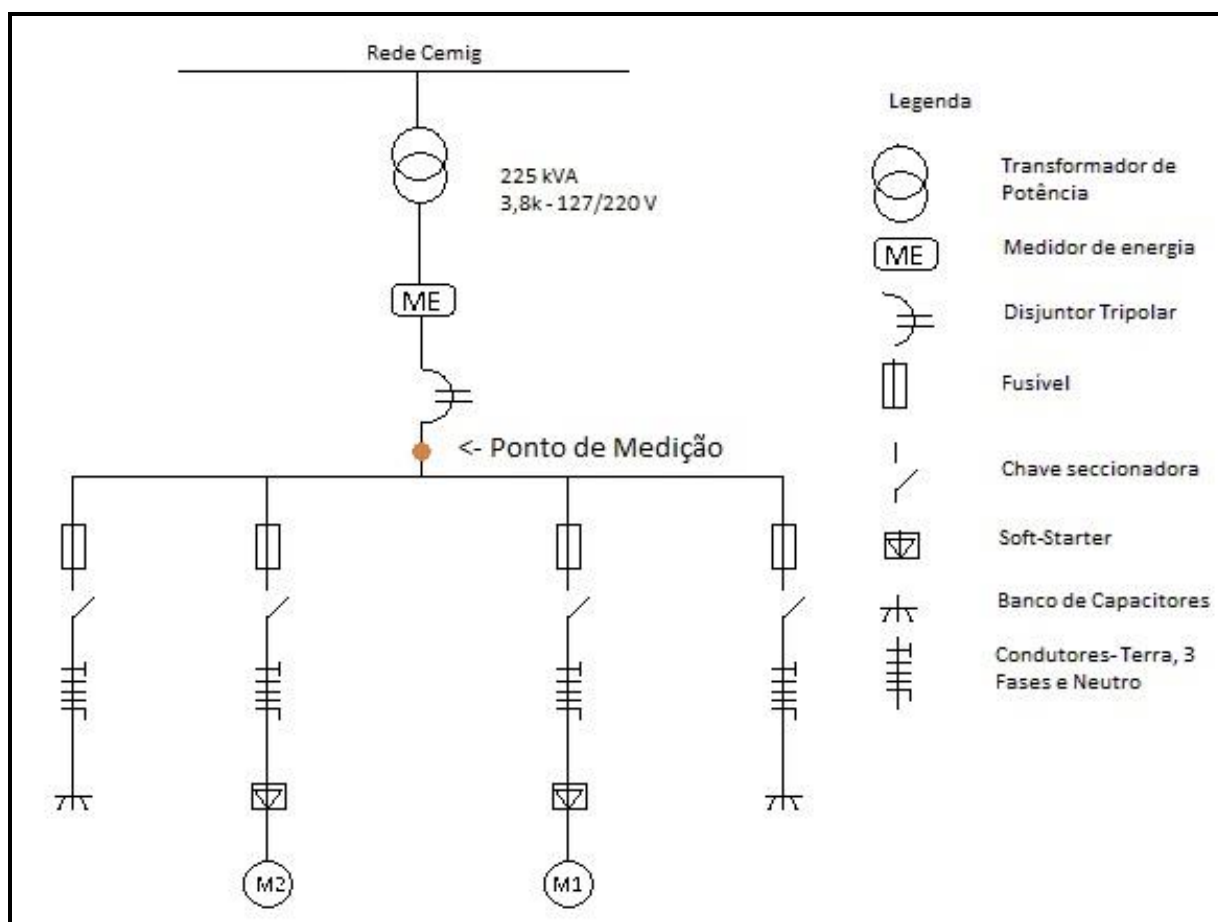 Rede Cemig
225 kVA
3,8k - 127/220 V
ME
<- Ponto de Medição
M2
M1
Legenda
Transformador de
Potência
ME
Medidor de energia
Disjuntor Tripolar
Fusível
Chave seccionadora
Soft-Starter
Banco de Capacitores
Condutores- Terra, 3
Fases e Neutro